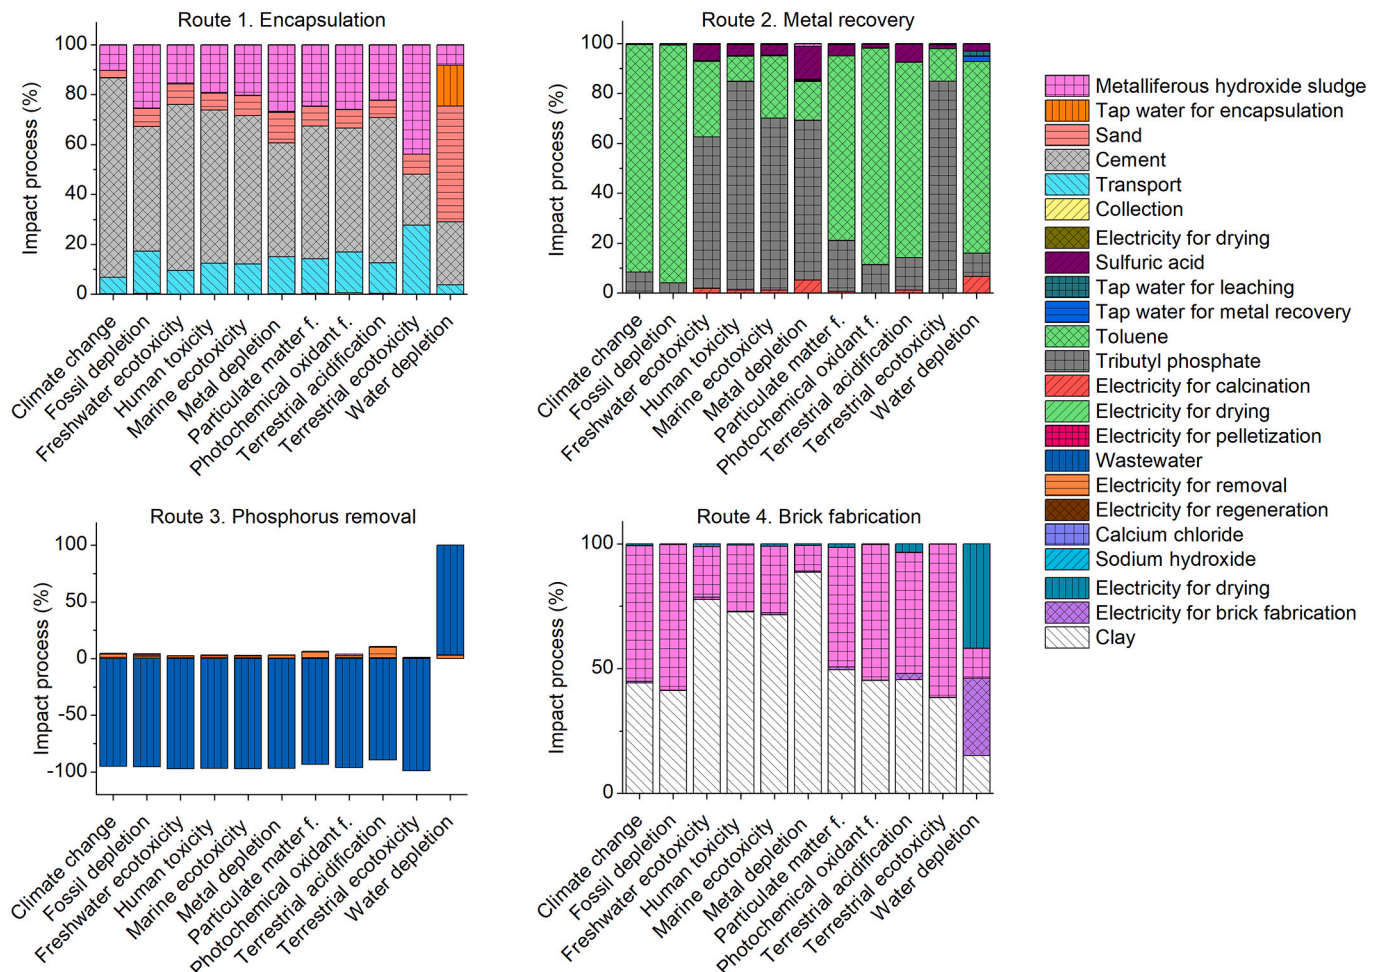 Route 1. Encapsulation
Impact process (%)
100
80
60
40
20
0
Climate change
Fossil depletion
Freshwater ecotoxicity
Human toxicity
Marine ecotoxicity
Metal depletion
Particulate matter f.
Photochemical oxidant f.
Terrestrial acidification
Terrestrial ecotoxicity
Water depletion
Route 2. Metal recovery
Impact process (%)
100
80
60
40
20
0
Climate change
Fossil depletion
Freshwater ecotoxicity
Human toxicity
Marine ecotoxicity
Metal depletion
Particulate matter f.
Photochemical oxidant f.
Terrestrial acidification
Terrestrial ecotoxicity
Water depletion
Metalliferous hydroxide sludge
Tap water for encapsulation
Sand
Cement
Transport
Collection
Electricity for drying
Sulfuric acid
Tap water for leaching
Tap water for metal recovery
Toluene
Tributyl phosphate
Electricity for calcination
Electricity for drying
Electricity for pelletization
Wastewater
Electricity for removal
Electricity for regeneration
Calcium chloride
Sodium hydroxide
Electricity for drying
Electricity for brick fabrication
Clay
Route 3. Phosphorus removal
Impact process (%)
100
50
0
-50
-100
Climate change
Fossil depletion
Freshwater ecotoxicity
Human toxicity
Marine ecotoxicity
Metal depletion
Particulate matter f.
Photochemical oxidant f.
Terrestrial acidification
Terrestrial ecotoxicity
Water depletion
Route 4. Brick fabrication
Impact process (%)
100
50
0
Climate change
Fossil depletion
Freshwater ecotoxicity
Human toxicity
Marine ecotoxicity
Metal depletion
Particulate matter f.
Photochemical oxidant f.
Terrestrial acidification
Terrestrial ecotoxicity
Water depletion